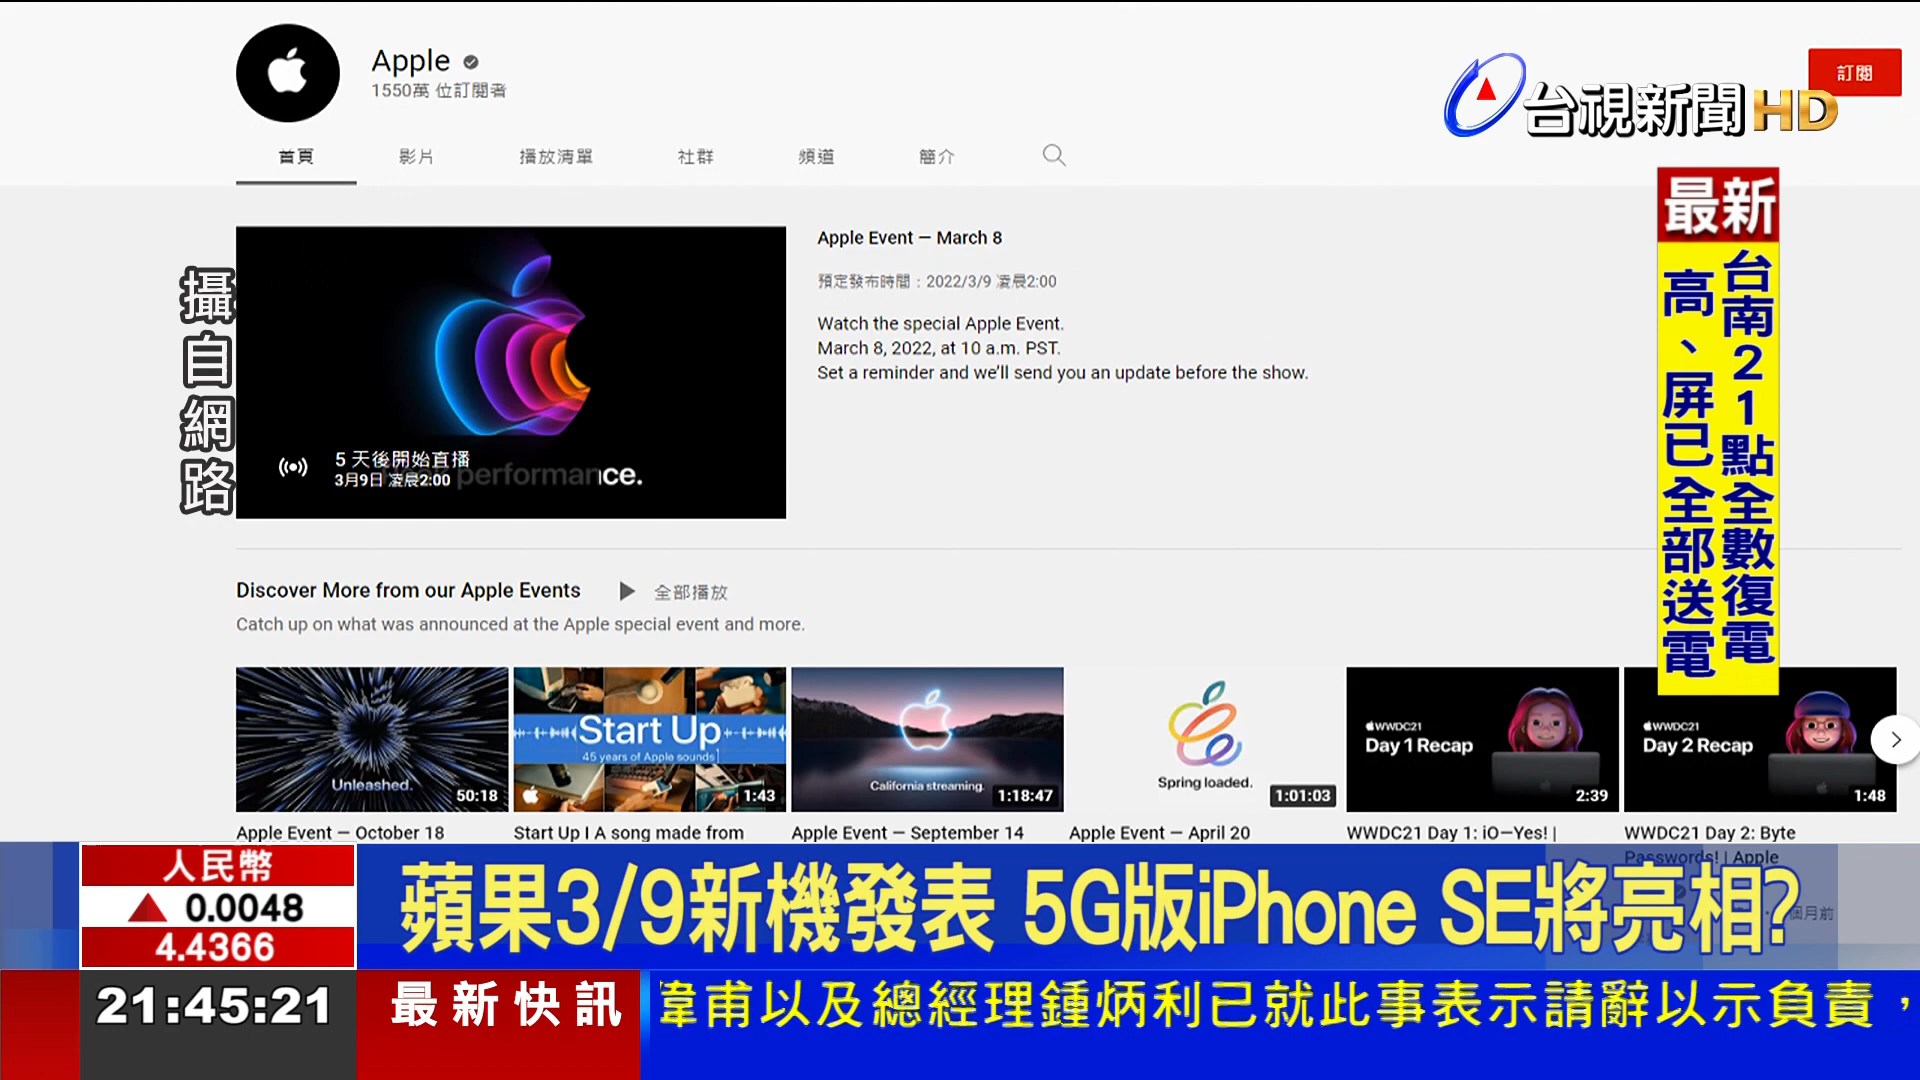 Apple
1550萬 位訂閱者
訂閱
台視新聞HD
首頁 影片 播放清單 社群 頻道 簡介
最新
台南21點全數復電
高、屏已全部送電
攝自網路
Apple Event — March 8
預定發布時間：2022/3/9 凌晨2:00
Watch the special Apple Event.
March 8, 2022, at 10 a.m. PST.
Set a reminder and we'll send you an update before the show.
5 天後開始直播
3月9日 凌晨2:00
performance.
Discover More from our Apple Events
全部播放
Catch up on what was announced at the Apple special event and more.
Unleashed.
50:18
Start Up
45 years of Apple sounds
1:43
California streaming.
1:18:47
Spring loaded.
1:01:03
WWDC21
Day 1 Recap
2:39
WWDC21
Day 2 Recap
1:48
Apple Event — October 18
Start Up | A song made from
Apple Event — September 14
Apple Event — April 20
WWDC21 Day 1: iO—Yes! |
WWDC21 Day 2: Byte
Passwords! | Apple
個月前
人民幣
▲ 0.0048
4.4366
蘋果3/9新機發表 5G版iPhone SE將亮相?
21:45:21
最新快訊
偉甫以及總經理鍾炳利已就此事表示請辭以示負責，